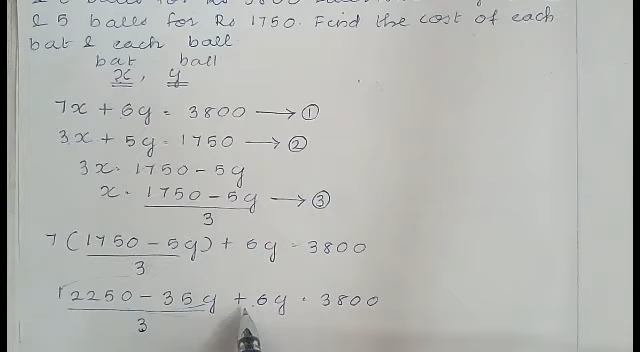 & 5 balls for Rs 1750. Find the cost of each
bat & each ball
bat ball
x, y
7x + 6y = 3800 → ①
3x + 5y = 1750 → ②
3x = 1750 - 5y
x = 1750 - 5y → ③
3
7(1750 - 5y) + 6y = 3800
3
12250 - 35y + 6y = 3800
3